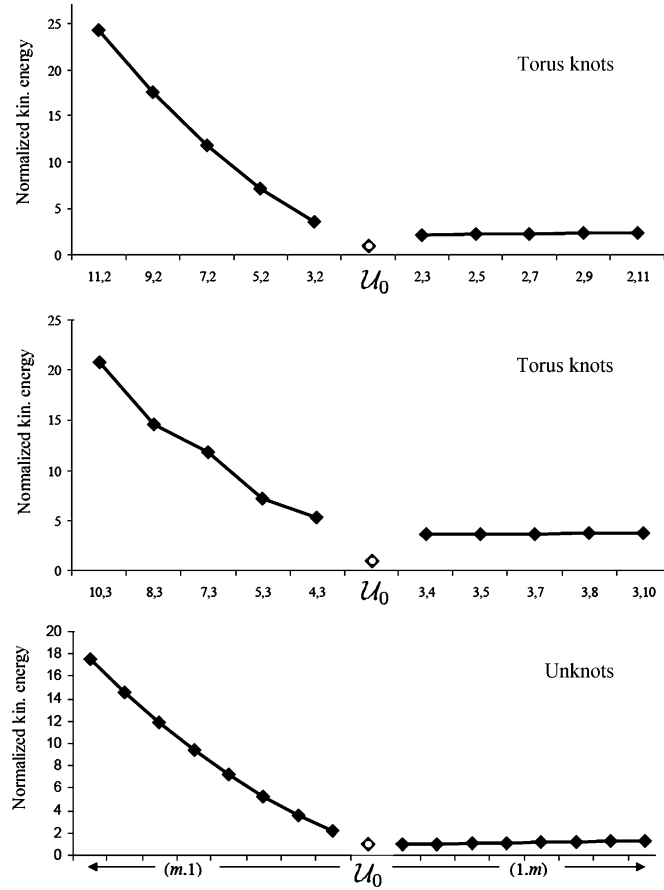 Normalized kin. energy
25
20
15
10
5
0
Torus knots
11,2 9,2 7,2 5,2 3,2 𝒰₀ 2,3 2,5 2,7 2,9 2,11
Normalized kin. energy
25
20
15
10
5
0
Torus knots
10,3 8,3 7,3 5,3 4,3 𝒰₀ 3,4 3,5 3,7 3,8 3,10
Normalized kin. energy
20
18
16
14
12
10
8
6
4
2
0
Unknots
(m.1) 𝒰₀ (1.m)